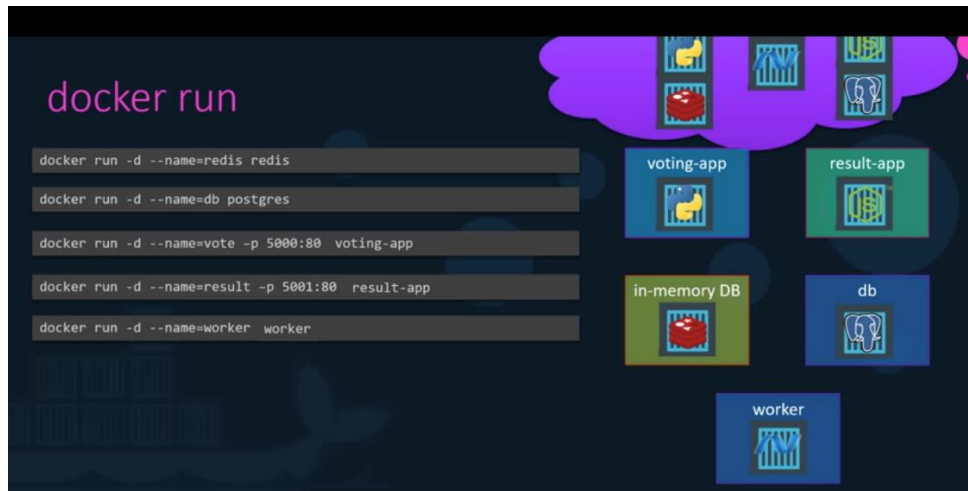 docker run
docker run -d --name=redis redis
docker run -d --name=db postgres
docker run -d --name=vote –p 5000:80 voting-app
docker run -d --name=result –p 5001:80 result-app
docker run -d --name=worker worker
voting-app
result-app
in-memory DB
db
worker